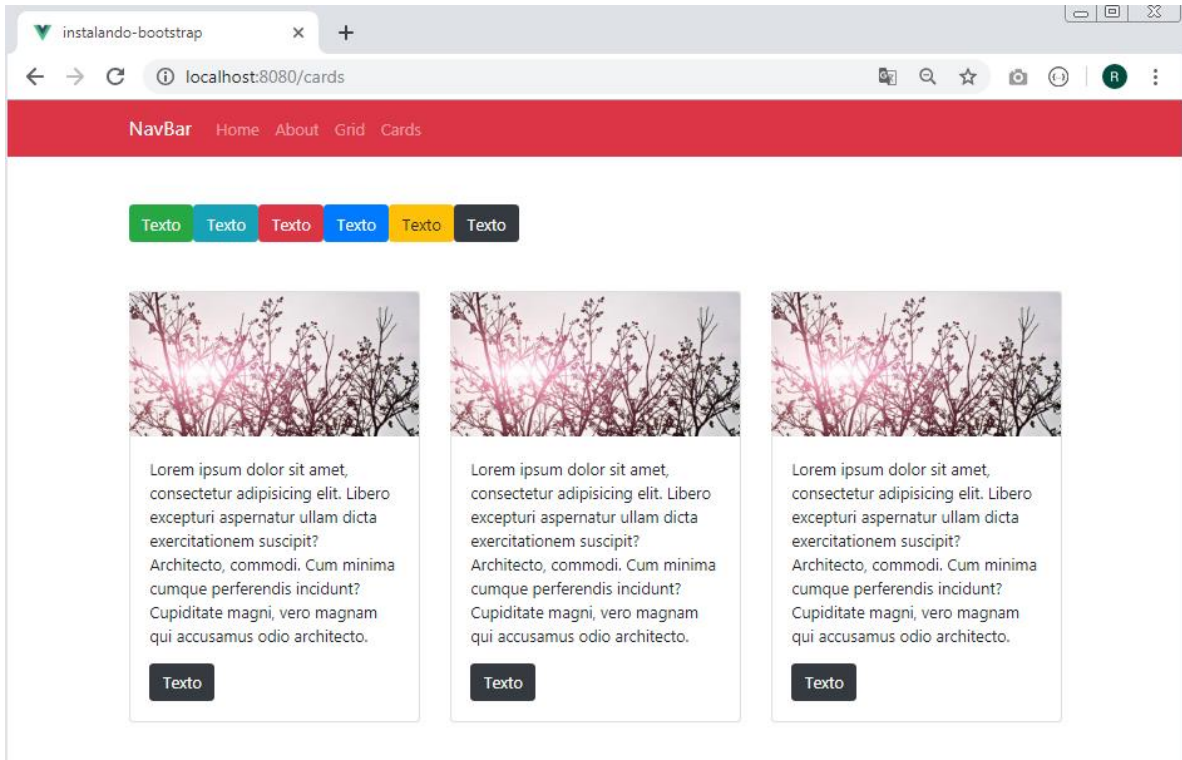 instalando-bootstrap
localhost:8080/cards
R
NavBar Home About Grid Cards
Texto Texto Texto Texto Texto Texto
Lorem ipsum dolor sit amet,
consectetur adipisicing elit. Libero
excepturi aspernatur ullam dicta
exercitationem suscipit?
Architecto, commodi. Cum minima
cumque perferendis incidunt?
Cupiditate magni, vero magnam
qui accusamus odio architecto.
Texto
Lorem ipsum dolor sit amet,
consectetur adipisicing elit. Libero
excepturi aspernatur ullam dicta
exercitationem suscipit?
Architecto, commodi. Cum minima
cumque perferendis incidunt?
Cupiditate magni, vero magnam
qui accusamus odio architecto.
Texto
Lorem ipsum dolor sit amet,
consectetur adipisicing elit. Libero
excepturi aspernatur ullam dicta
exercitationem suscipit?
Architecto, commodi. Cum minima
cumque perferendis incidunt?
Cupiditate magni, vero magnam
qui accusamus odio architecto.
Texto